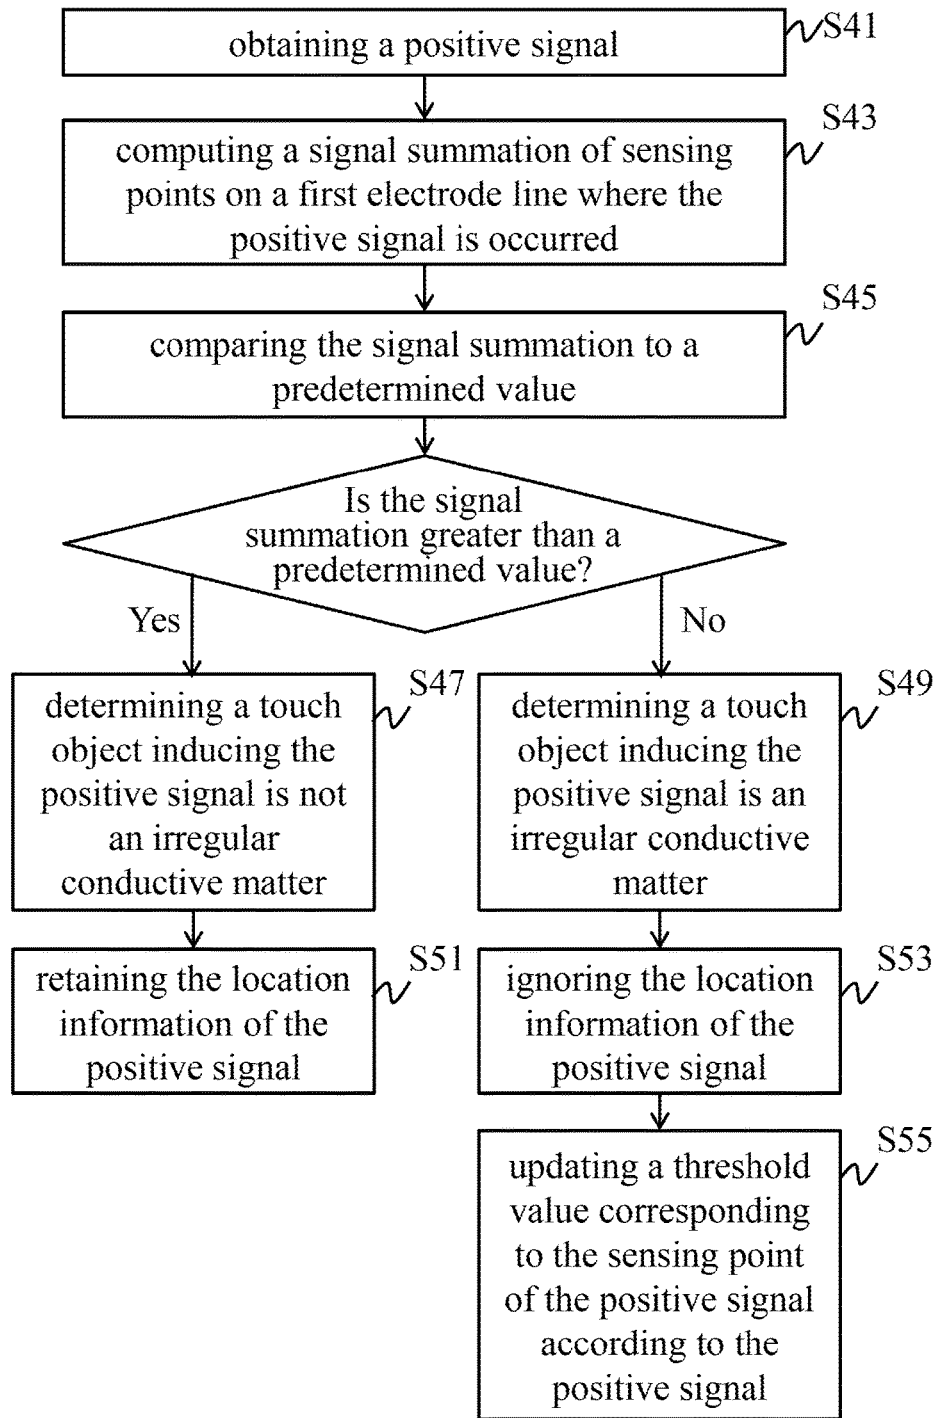 obtaining a positive signal
S41
computing a signal summation of sensing
points on a first electrode line where the
positive signal is occurred
S43
comparing the signal summation to a
predetermined value
S45
Is the signal
summation greater than a
predetermined value?
Yes
No
determining a touch
object inducing the
positive signal is not
an irregular
conductive matter
S47
determining a touch
object inducing the
positive signal is an
irregular conductive
matter
S49
retaining the location
information of the
positive signal
S51
ignoring the location
information of the
positive signal
S53
updating a threshold
value corresponding
to the sensing point
of the positive signal
according to the
positive signal
S55